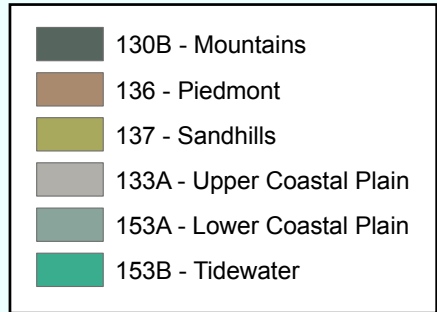 130B - Mountains
136 - Piedmont
137 - Sandhills
133A - Upper Coastal Plain
153A - Lower Coastal Plain
153B - Tidewater